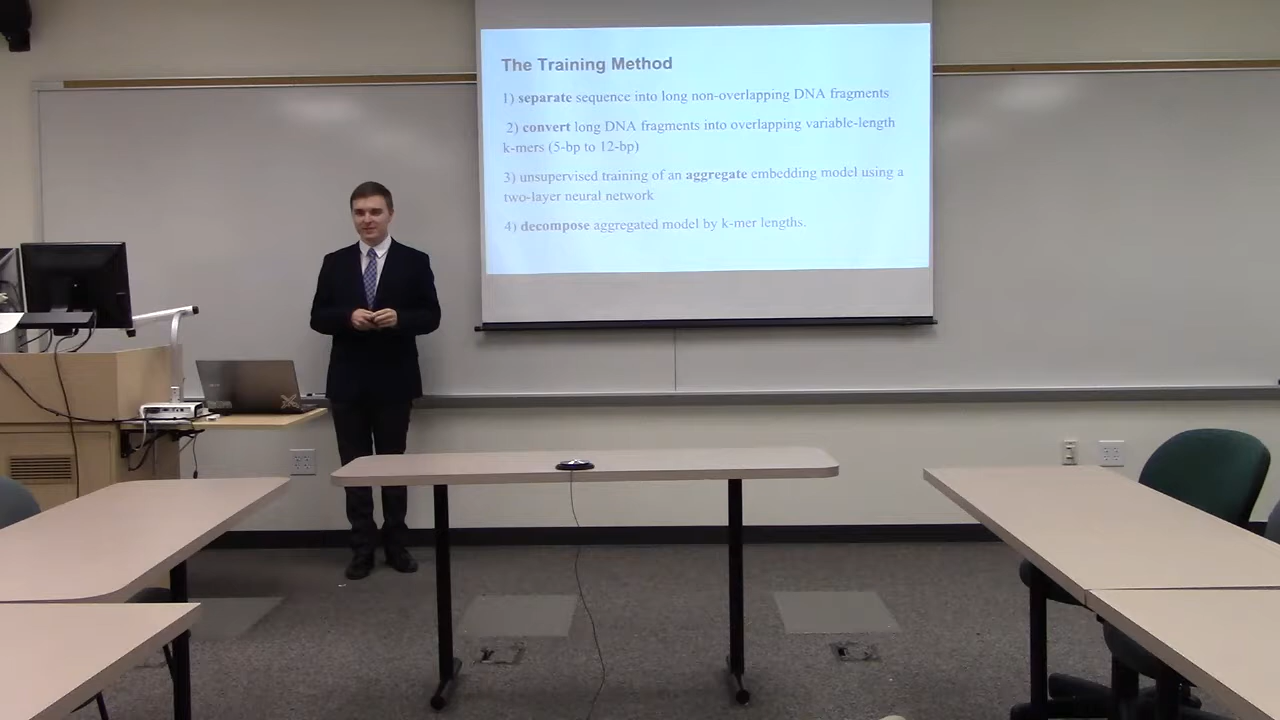 The Training Method
1) separate sequence into long non-overlapping DNA fragments
2) convert long DNA fragments into overlapping variable-length
k-mers (5-bp to 12-bp)
3) unsupervised training of an aggregate embedding model using a
two-layer neural network
4) decompose aggregated model by k-mer lengths.